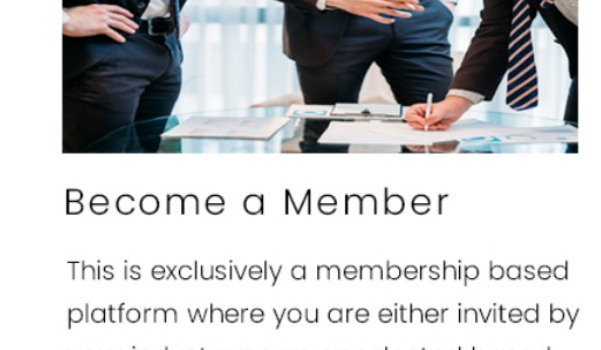 Become a Member
This is exclusively a membership based
platform where you are either invited by